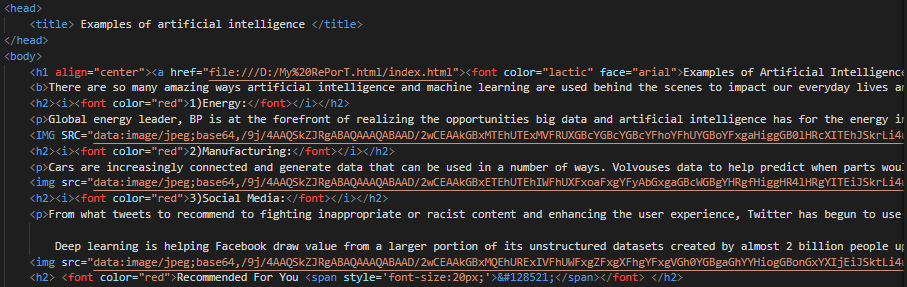 <head>
<title> Examples of artificial intelligence </title>
</head>
<body>
<h1 align="center"><a href="file:///D:/My%20RePorT.html/index.html"><font color="lactic" face="arial">Examples of Artificial Intelligence
<b>There are so many amazing ways artificial intelligence and machine learning are used behind the scenes to impact our everyday lives an
<h2><i><font color="red">1)Energy:</font></i></h2>
<p>Global energy leader, BP is at the forefront of realizing the opportunities big data and artificial intelligence has for the energy in
<IMG SRC="data:image/jpeg;base64,/9j/4AAQSkZJRgABAQAAAQABAAD/2wCEAAkGBxMTEhUTExMVFRUXGBcYGBcYGBcYFhoYFhUYGBoYFxgaHiggGB01HRcXITEhJSkrLi4u
<h2><i><font color="red">2)Manufacturing:</font></i></h2>
<p>Cars are increasingly connected and generate data that can be used in a number of ways. Volvouses data to help predict when parts woul
<img src="data:image/jpeg;base64,/9j/4AAQSkZJRgABAQAAAQABAAD/2wCEAAkGBxETEhUTEhIWFhUXFxoaFxgYFyAbGxgaGBcWGBgYHRgfHiggHR4lHRgYITEiJSkrLi4u
<h2><i><font color="red">3)Social Media:</font></i></h2>
<p>From what tweets to recommend to fighting inappropriate or racist content and enhancing the user experience, Twitter has begun to use
Deep learning is helping Facebook draw value from a larger portion of its unstructured datasets created by almost 2 billion people up
<img src="data:image/jpeg;base64,/9j/4AAQSkZJRgABAQAAAQABAAD/2wCEAAkGBxMQEhURExIVFhUWFxgZFxgXFhgYFxgVGh0YGBgaGhYYHiogGBonGxYXIjEiJSktLi4u
<h2> <font color="red">Recommended For You <span style='font-size:20px;'>&#128521;</span></font> </h2>